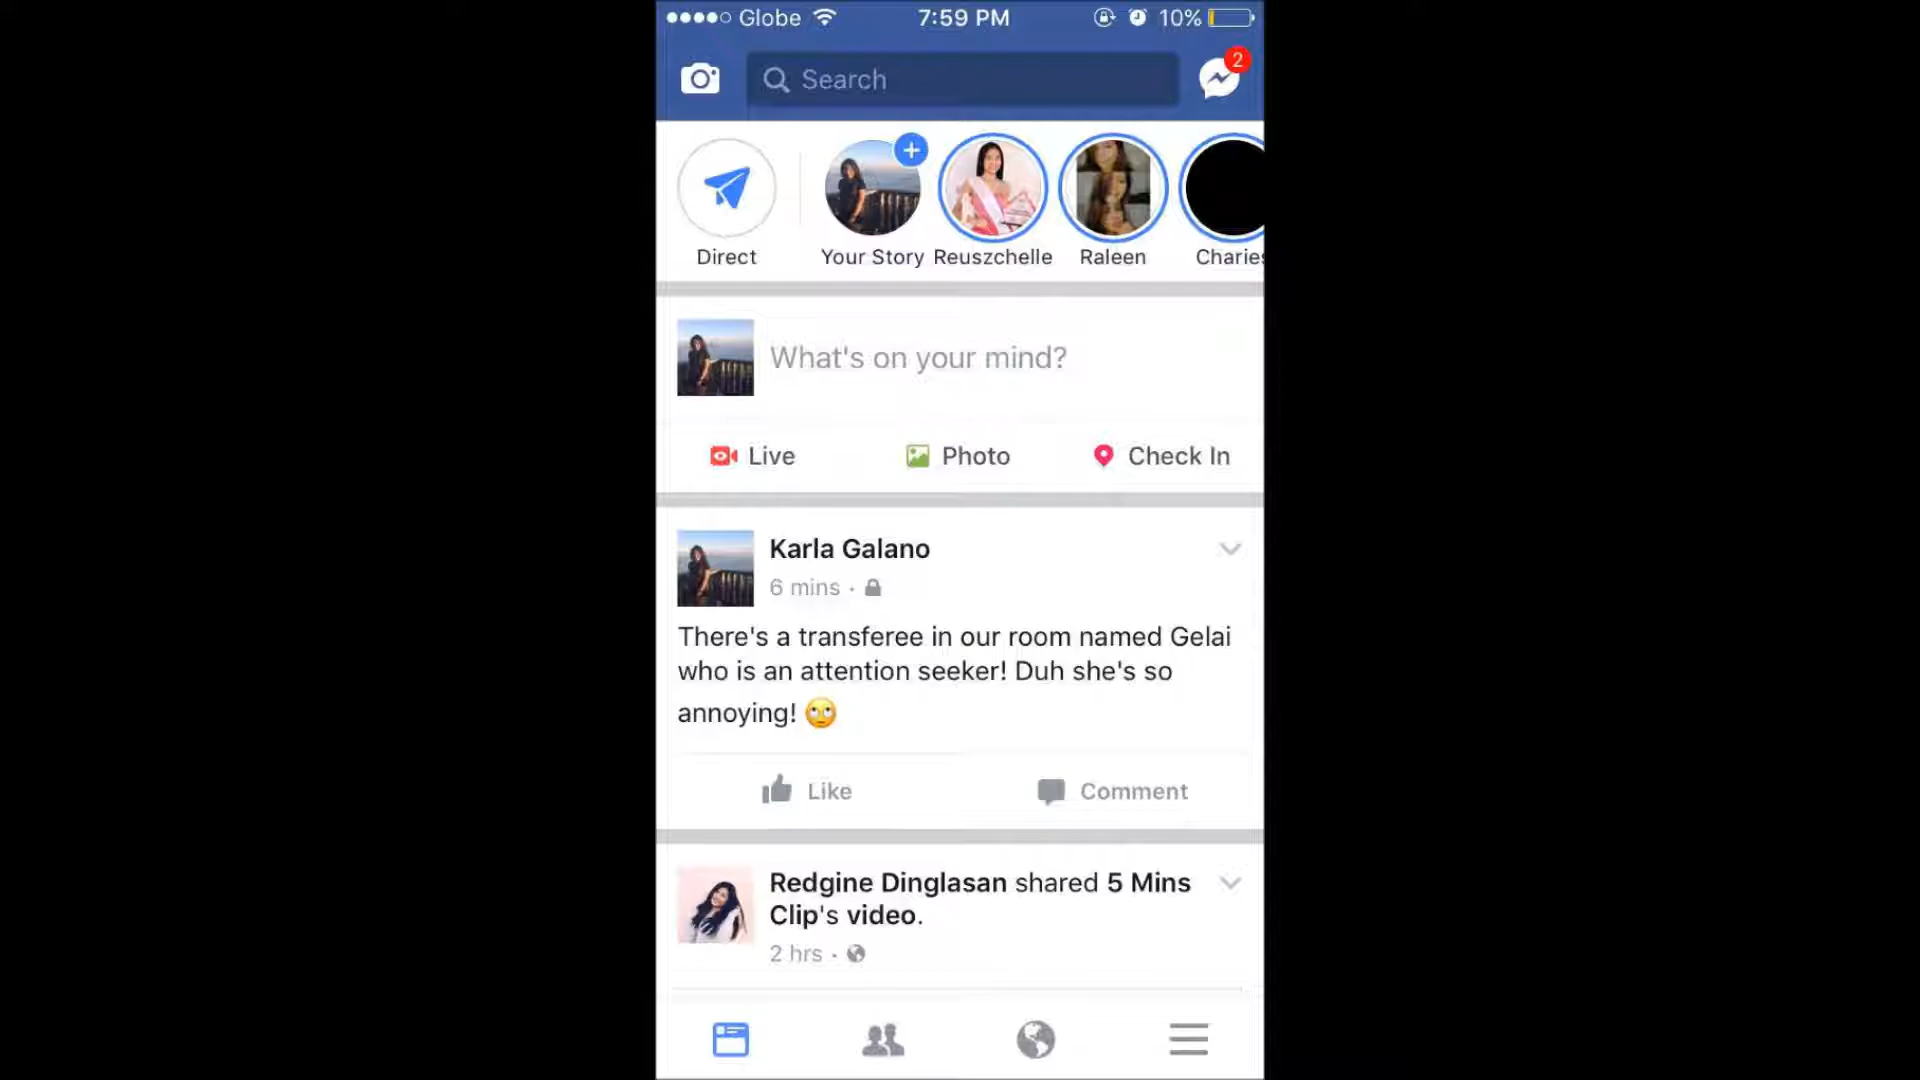 Globe 7:59 PM 10%
Search 2
Direct Your Story Reuszchelle Raleen Charies
What's on your mind?
Live Photo Check In
Karla Galano
6 mins ·
There's a transferee in our room named Gelai
who is an attention seeker! Duh she's so
annoying! 🙄
Like Comment
Redgine Dinglasan shared 5 Mins
Clip's video.
2 hrs ·